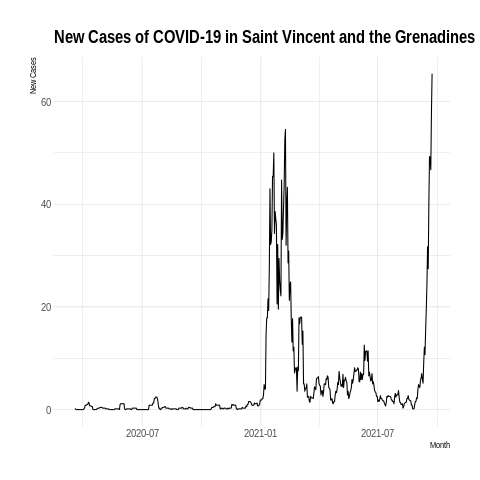 New Cases of COVID-19 in Saint Vincent and the Grenadines
New Cases
60
40
20
0
2020-07 2021-01 2021-07
Month